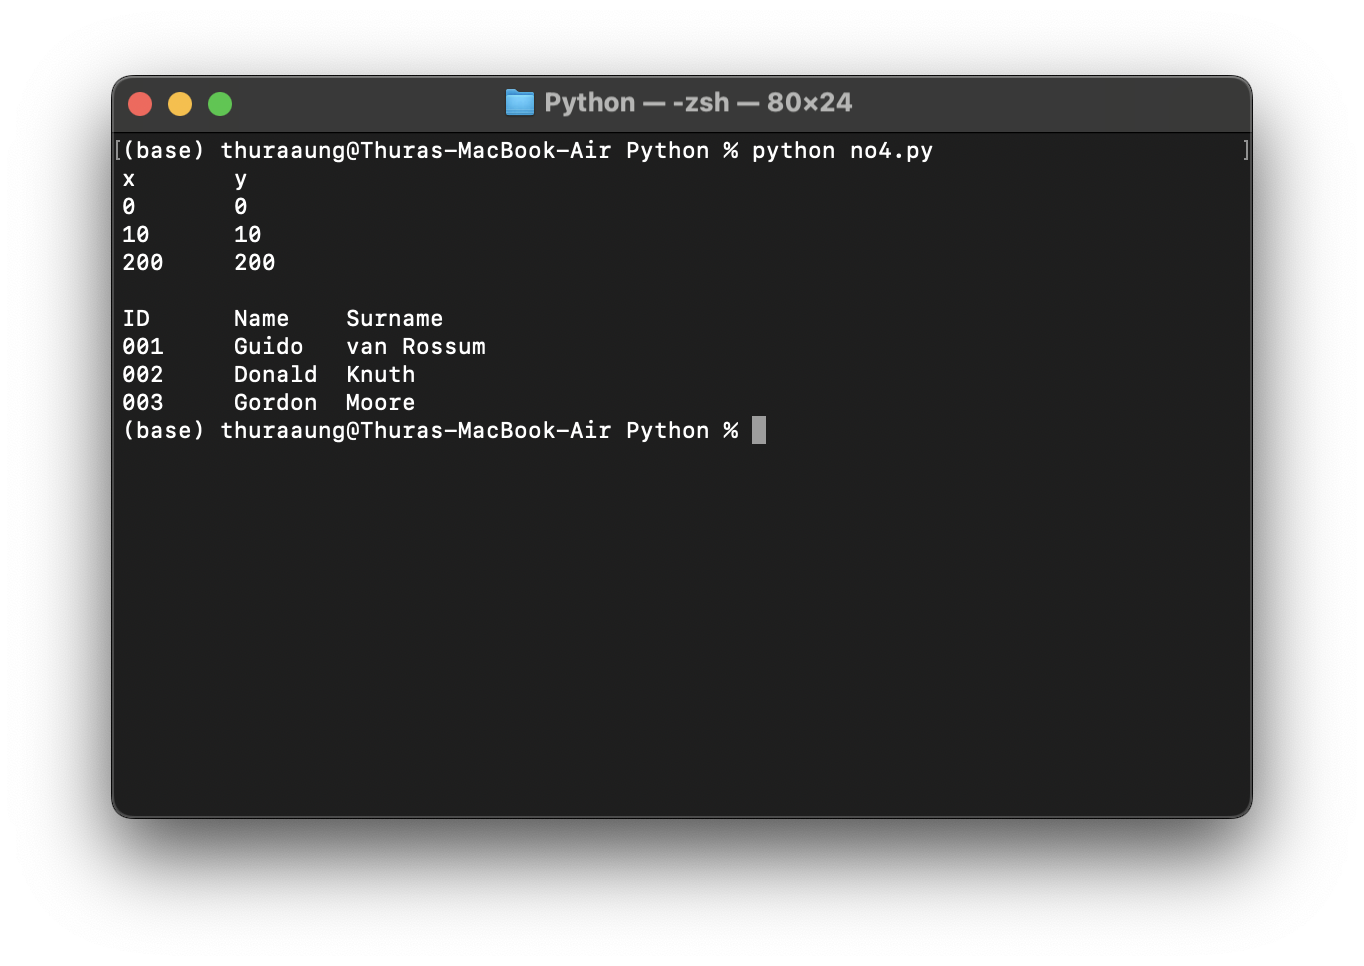 Python — -zsh — 80×24
[(base) thuraaung@Thuras-MacBook-Air Python % python no4.py ]
x       y
0       0
10      10
200     200

ID      Name    Surname
001     Guido   van Rossum
002     Donald  Knuth
003     Gordon  Moore
(base) thuraaung@Thuras-MacBook-Air Python %